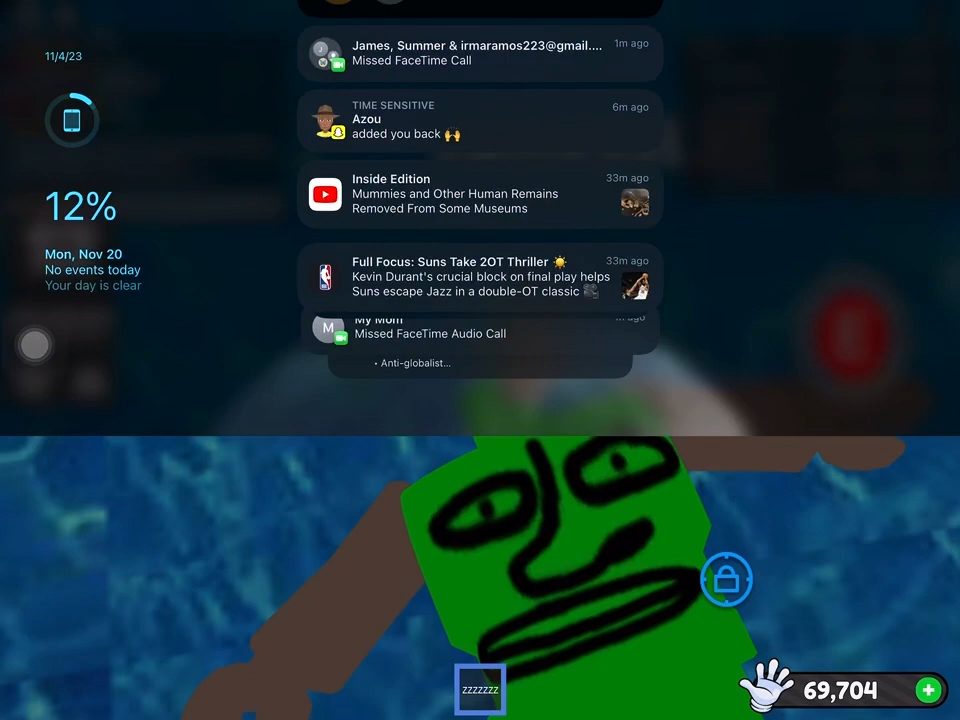 11/4/23
12%
Mon, Nov 20
No events today
Your day is clear
James, Summer & irmaramos223@gmail....
1m ago
Missed FaceTime Call
TIME SENSITIVE
6m ago
Azou
added you back 🙌
Inside Edition
33m ago
Mummies and Other Human Remains
Removed From Some Museums
Full Focus: Suns Take 2OT Thriller ☀️
33m ago
Kevin Durant's crucial block on final play helps
Suns escape Jazz in a double-OT classic 🎥
My Mom
M
Missed FaceTime Audio Call
• Anti-globalist...
zzzzzzz
69,704